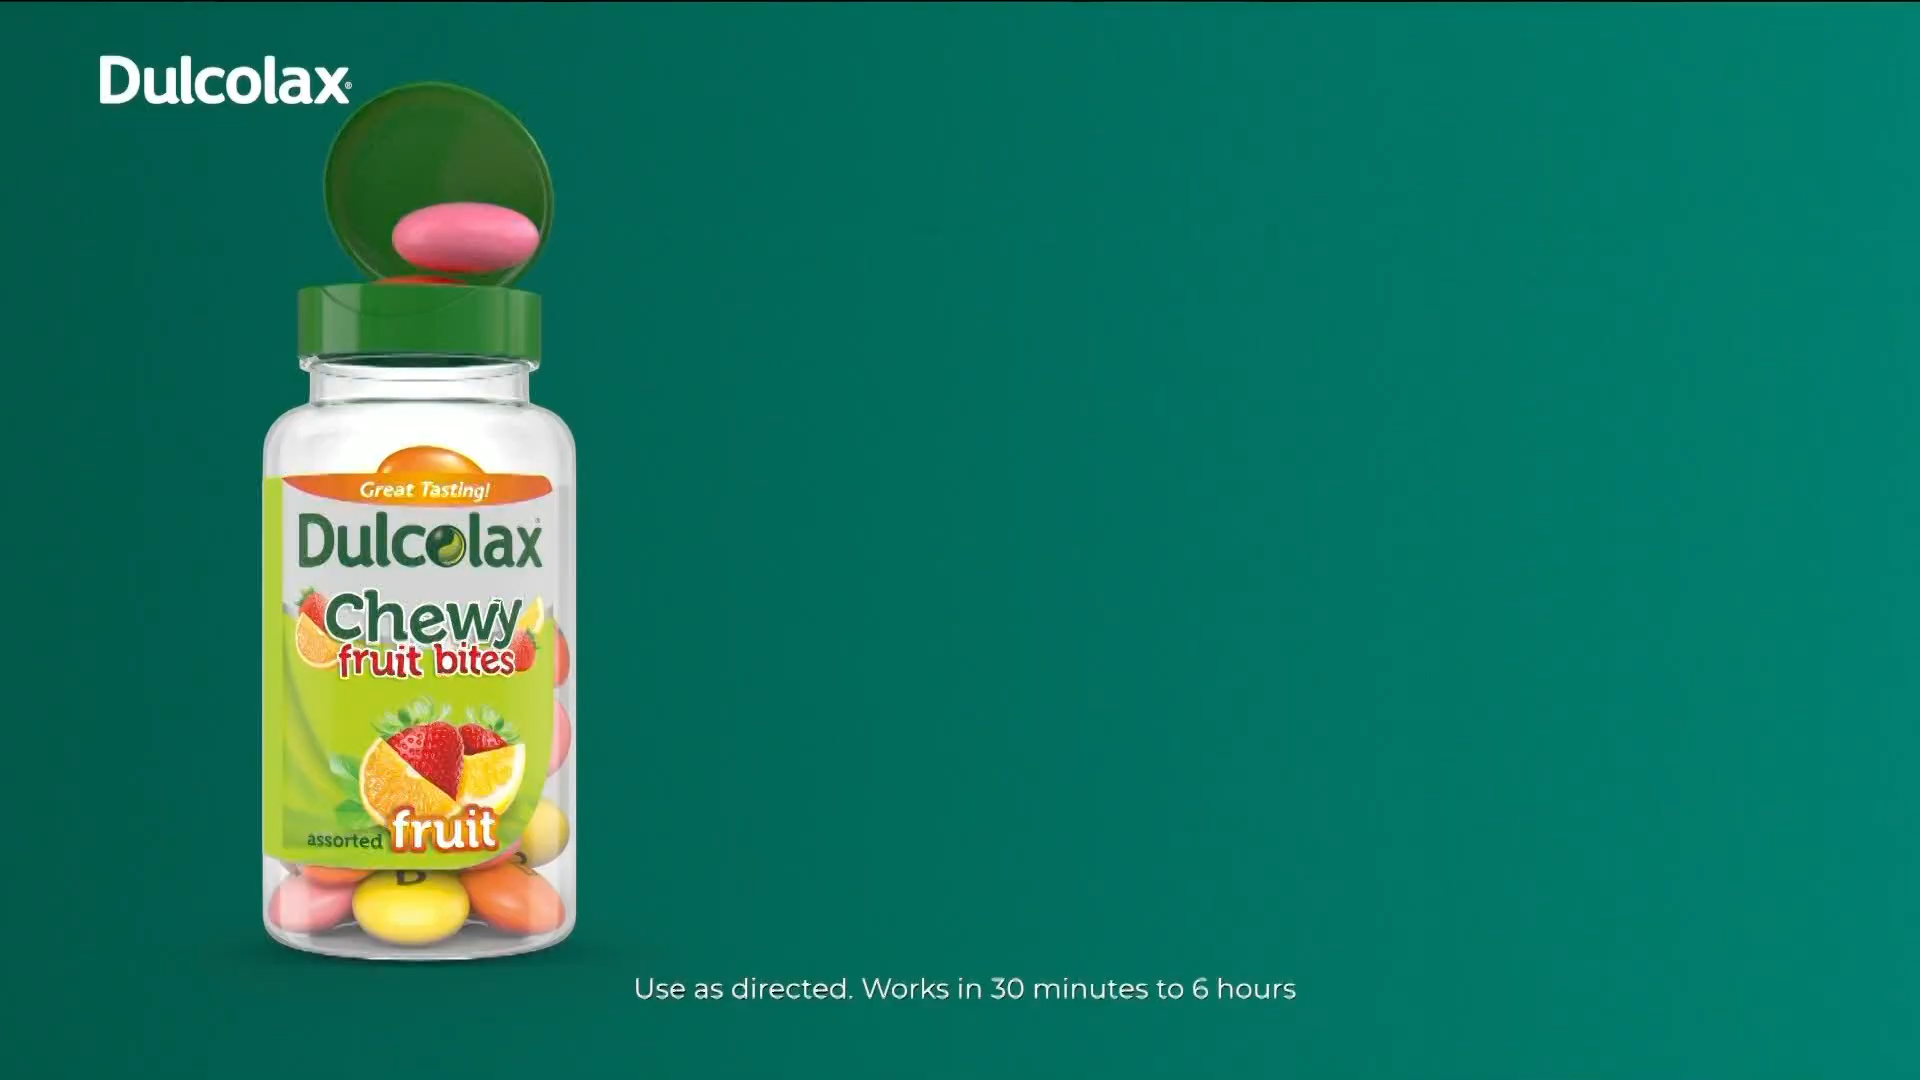 Dulcolax®
Great Tasting!
Dulcolax
Chewy
fruit bites
assorted fruit
D
Use as directed. Works in 30 minutes to 6 hours